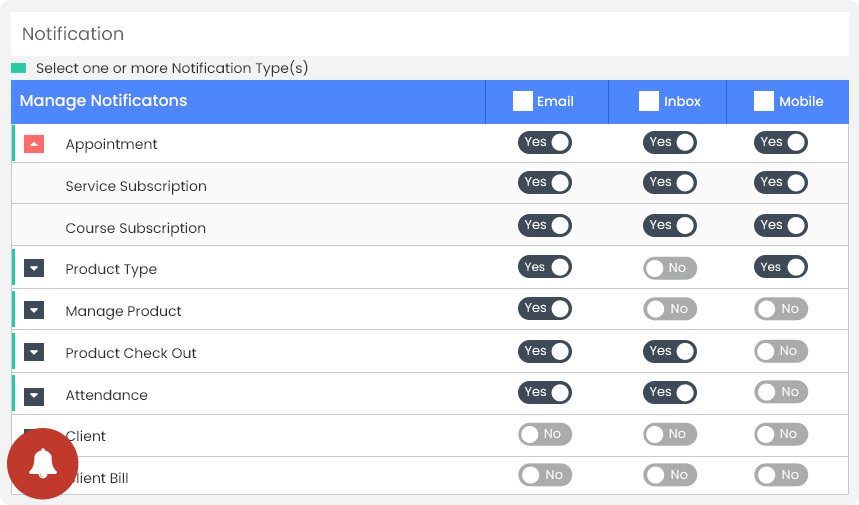 Notification
Select one or more Notification Type(s)
Manage Notificatons Email Inbox Mobile
Appointment Yes Yes Yes
Service Subscription Yes Yes Yes
Course Subscription Yes Yes Yes
Product Type Yes No Yes
Manage Product Yes No No
Product Check Out Yes Yes No
Attendance Yes Yes No
Client No No No
lient Bill No No No